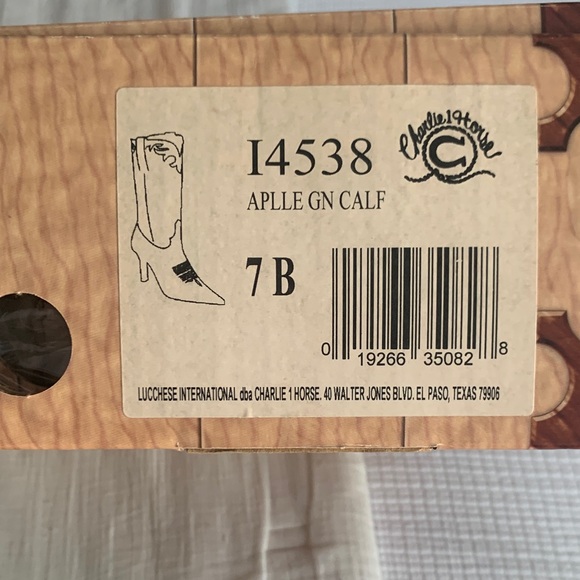 Charlie 1 Horse
C
I4538
APLLE GN CALF
7 B
0 19266 35082 8
LUCCHESE INTERNATIONAL dba CHARLIE 1 HORSE. 40 WALTER JONES BLVD. EL PASO, TEXAS 79906